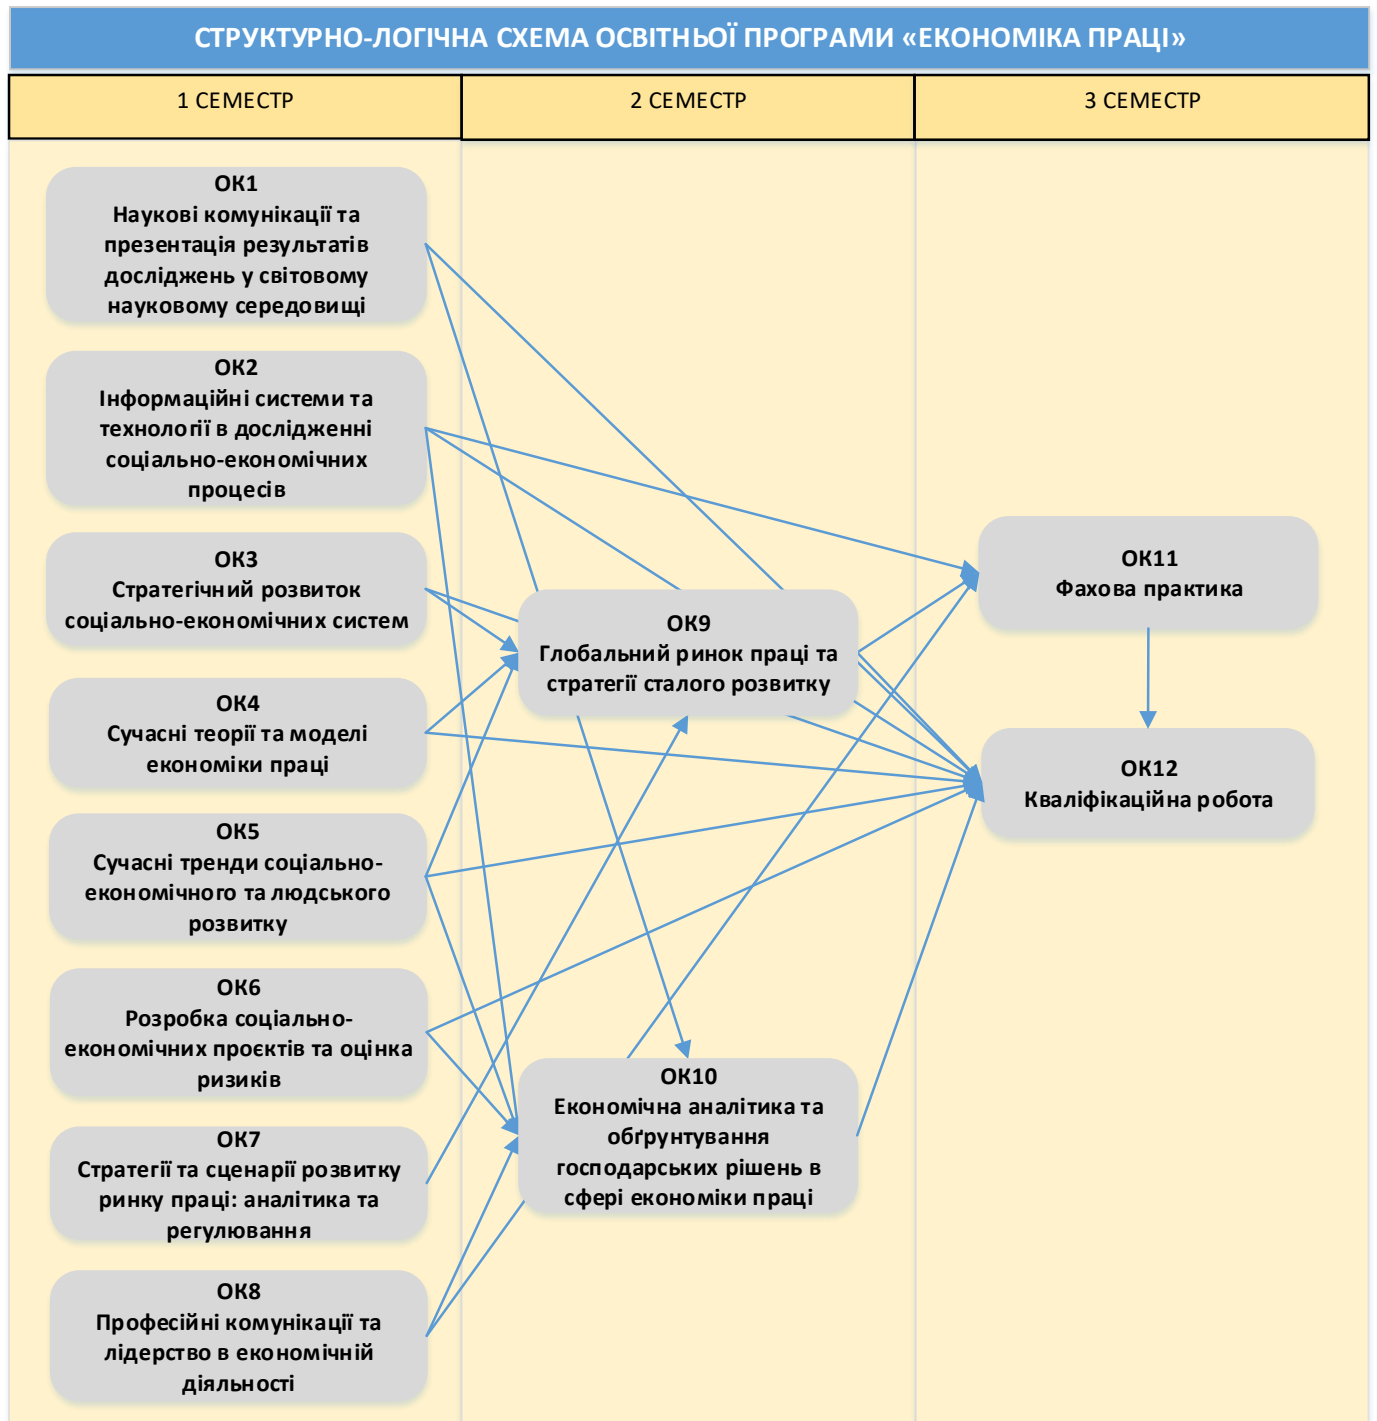 СТРУКТУРНО-ЛОГІЧНА СХЕМА ОСВІТНЬОЇ ПРОГРАМИ «ЕКОНОМІКА ПРАЦІ»
1 СЕМЕСТР
2 СЕМЕСТР
3 СЕМЕСТР
ОК1
Наукові комунікації та
презентація результатів
досліджень у світовому
науковому середовищі
ОК2
Інформаційні системи та
технології в дослідженні
соціально-економічних
процесів
ОК3
Стратегічний розвиток
соціально-економічних систем
ОК4
Сучасні теорії та моделі
економіки праці
ОК5
Сучасні тренди соціально-
економічного та людського
розвитку
ОК6
Розробка соціально-
економічних проєктів та оцінка
ризиків
ОК7
Стратегії та сценарії розвитку
ринку праці: аналітика та
регулювання
ОК8
Професійні комунікації та
лідерство в економічній
діяльності
ОК9
Глобальний ринок праці та
стратегії сталого розвитку
ОК10
Економічна аналітика та
обґрунтування
господарських рішень в
сфері економіки праці
ОК11
Фахова практика
ОК12
Кваліфікаційна робота